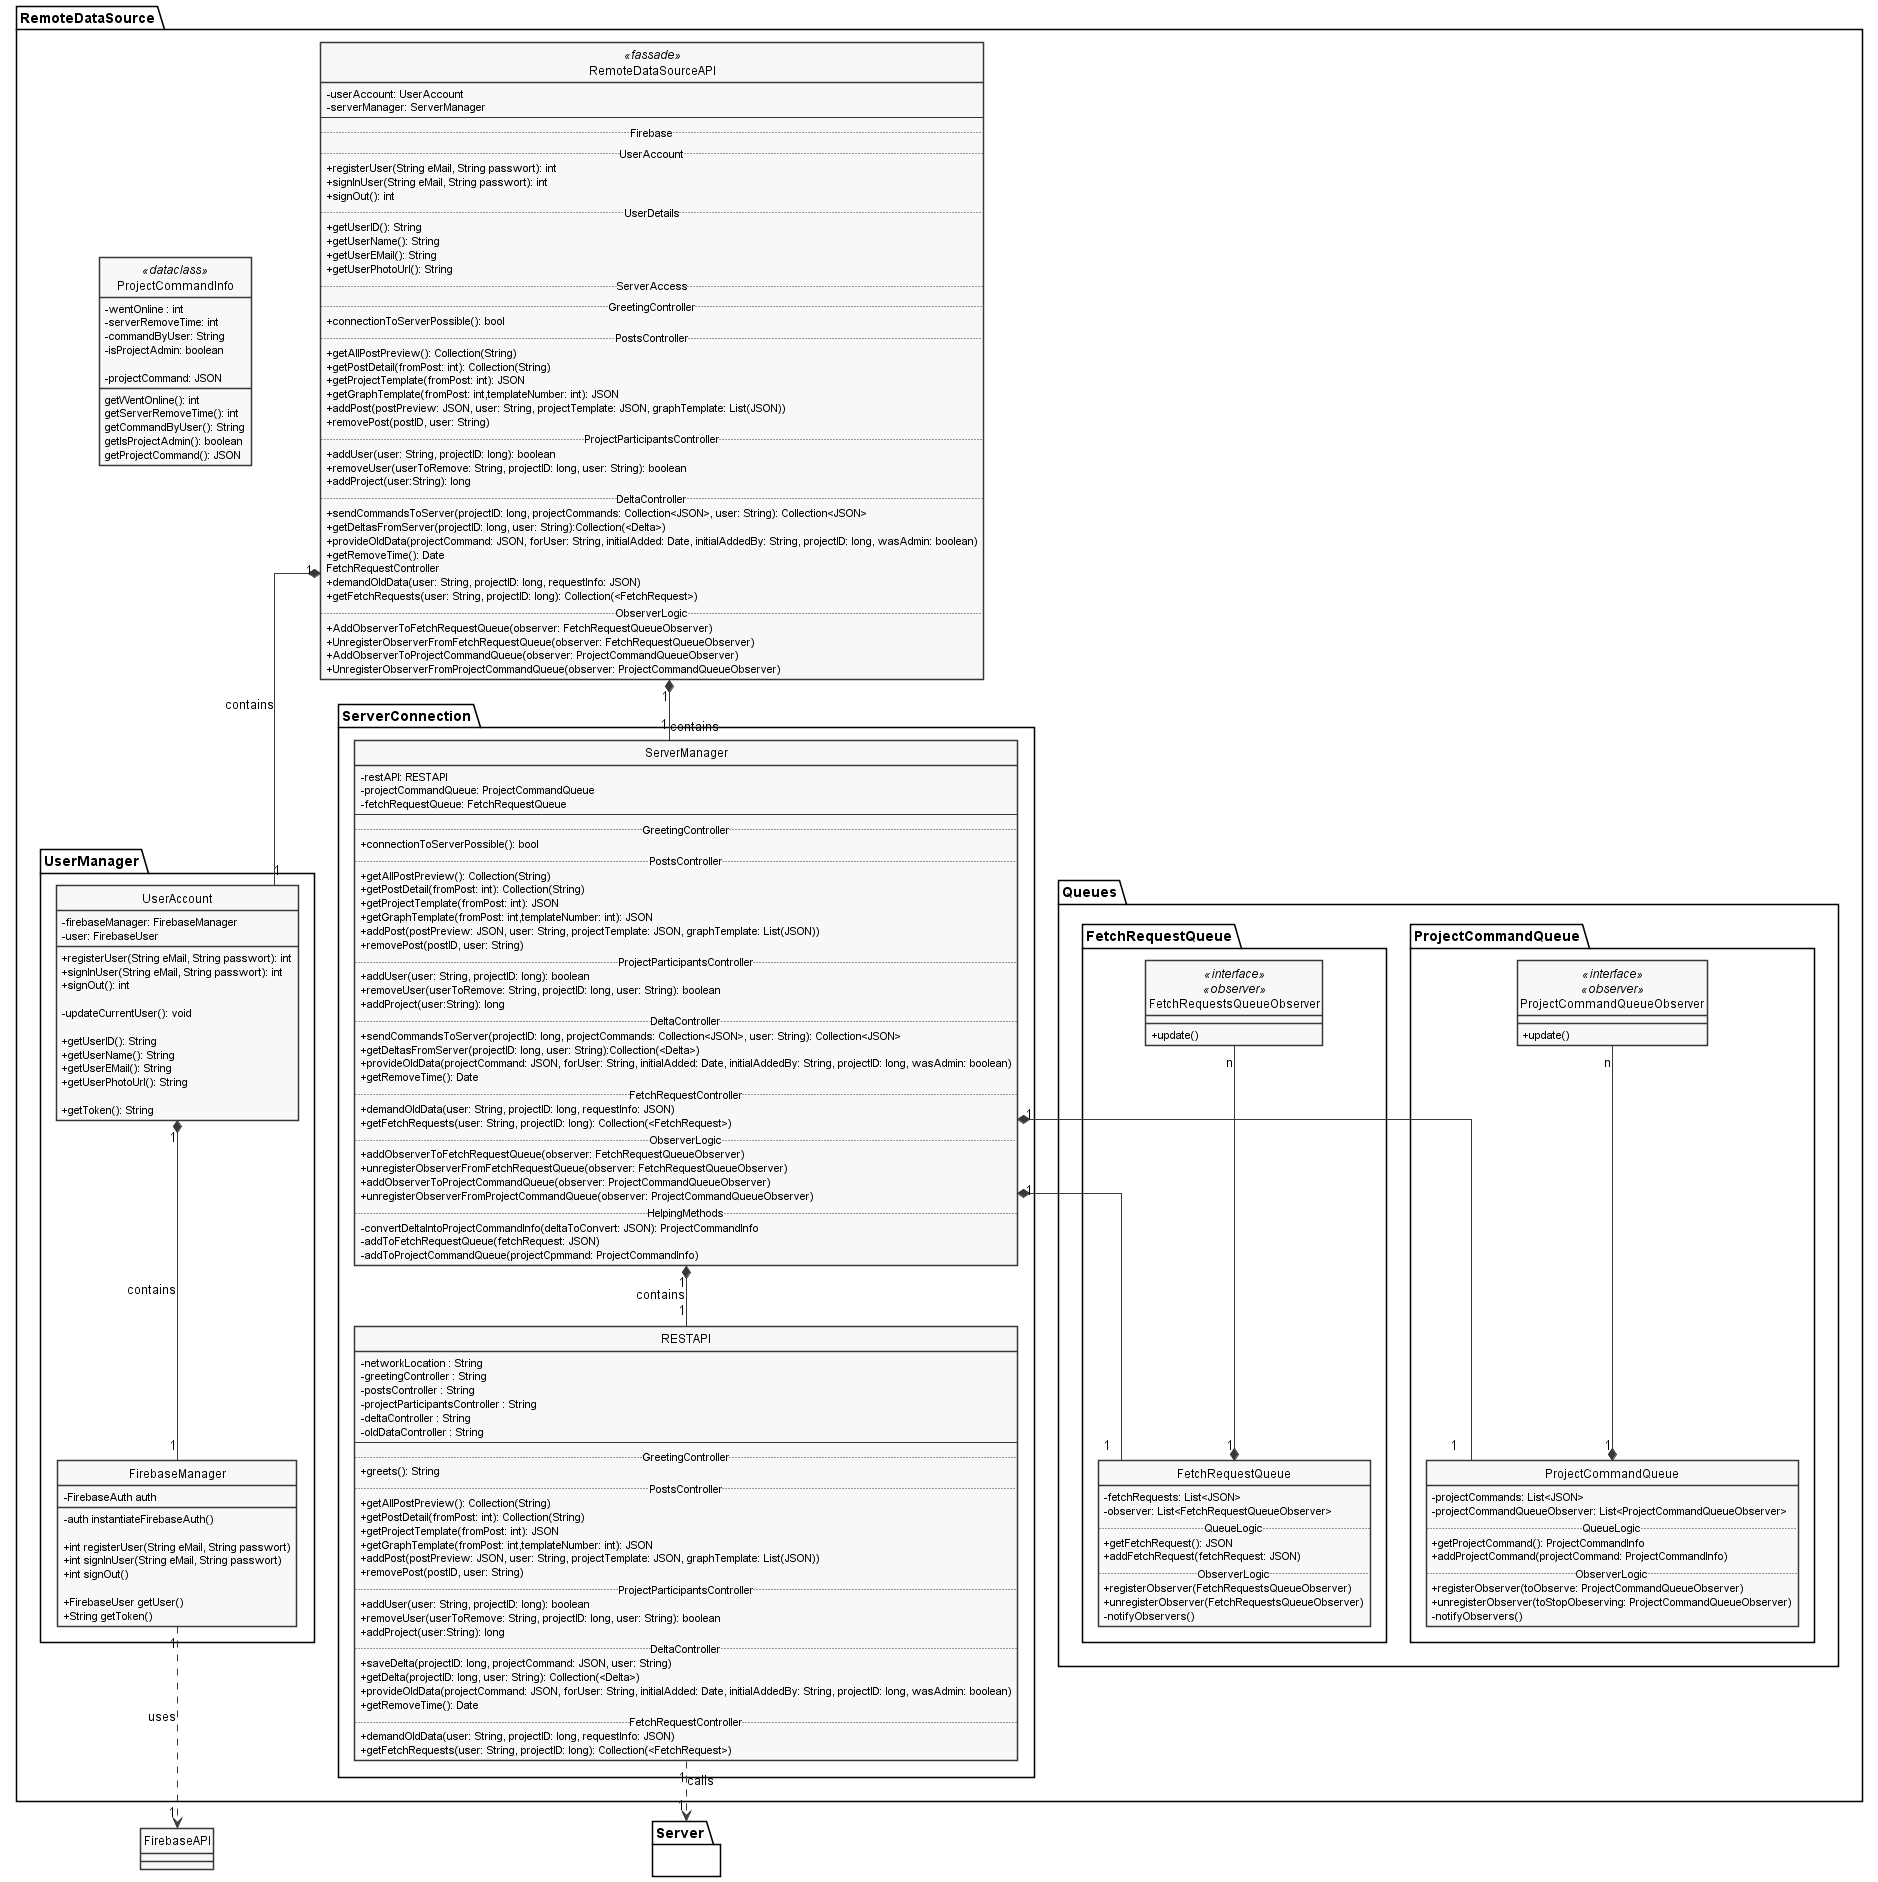 RemoteDataSource
«fassade»
RemoteDataSourceAPI
-userAccount: UserAccount
-serverManager: ServerManager
Firebase
UserAccount
+registerUser(String eMail, String passwort): int
+signInUser(String eMail, String passwort): int
+signOut(): int
UserDetails
+getUserID(): String
+getUserName(): String
+getUserEMail(): String
+getUserPhotoUrl(): String
ServerAccess
GreetingController
+connectionToServerPossible(): bool
PostsController
+getAllPostPreview(): Collection(String)
+getPostDetail(fromPost: int): Collection(String)
+getProjectTemplate(fromPost: int): JSON
+getGraphTemplate(fromPost: int,templateNumber: int): JSON
+addPost(postPreview: JSON, user: String, projectTemplate: JSON, graphTemplate: List(JSON))
+removePost(postID, user: String)
ProjectParticipantsController
+addUser(user: String, projectID: long): boolean
+removeUser(userToRemove: String, projectID: long, user: String): boolean
+addProject(user:String): long
DeltaController
+sendCommandsToServer(projectID: long, projectCommands: Collection<JSON>, user: String): Collection<JSON>
+getDeltasFromServer(projectID: long, user: String):Collection(<Delta>)
+provideOldData(projectCommand: JSON, forUser: String, initialAdded: Date, initialAddedBy: String, projectID: long, wasAdmin: boolean)
+getRemoveTime(): Date
FetchRequestController
+demandOldData(user: String, projectID: long, requestInfo: JSON)
+getFetchRequests(user: String, projectID: long): Collection(<FetchRequest>)
ObserverLogic
+AddObserverToFetchRequestQueue(observer: FetchRequestQueueObserver)
+UnregisterObserverFromFetchRequestQueue(observer: FetchRequestQueueObserver)
+AddObserverToProjectCommandQueue(observer: ProjectCommandQueueObserver)
+UnregisterObserverFromProjectCommandQueue(observer: ProjectCommandQueueObserver)
«dataclass»
ProjectCommandInfo
-wentOnline : int
-serverRemoveTime: int
-commandByUser: String
-isProjectAdmin: boolean
-projectCommand: JSON
getWentOnline(): int
getServerRemoveTime(): int
getCommandByUser(): String
getIsProjectAdmin(): boolean
getProjectCommand(): JSON
1
contains
1
1
1 contains
ServerConnection
ServerManager
-restAPI: RESTAPI
-projectCommandQueue: ProjectCommandQueue
-fetchRequestQueue: FetchRequestQueue
GreetingController
+connectionToServerPossible(): bool
PostsController
+getAllPostPreview(): Collection(String)
+getPostDetail(fromPost: int): Collection(String)
+getProjectTemplate(fromPost: int): JSON
+getGraphTemplate(fromPost: int,templateNumber: int): JSON
+addPost(postPreview: JSON, user: String, projectTemplate: JSON, graphTemplate: List(JSON))
+removePost(postID, user: String)
ProjectParticipantsController
+addUser(user: String, projectID: long): boolean
+removeUser(userToRemove: String, projectID: long, user: String): boolean
+addProject(user:String): long
DeltaController
+sendCommandsToServer(projectID: long, projectCommands: Collection<JSON>, user: String): Collection<JSON>
+getDeltasFromServer(projectID: long, user: String):Collection(<Delta>)
+provideOldData(projectCommand: JSON, forUser: String, initialAdded: Date, initialAddedBy: String, projectID: long, wasAdmin: boolean)
+getRemoveTime(): Date
FetchRequestController
+demandOldData(user: String, projectID: long, requestInfo: JSON)
+getFetchRequests(user: String, projectID: long): Collection(<FetchRequest>)
ObserverLogic
+addObserverToFetchRequestQueue(observer: FetchRequestQueueObserver)
+unregisterObserverFromFetchRequestQueue(observer: FetchRequestQueueObserver)
+addObserverToProjectCommandQueue(observer: ProjectCommandQueueObserver)
+unregisterObserverFromProjectCommandQueue(observer: ProjectCommandQueueObserver)
HelpingMethods
-convertDeltaIntoProjectCommandInfo(deltaToConvert: JSON): ProjectCommandInfo
-addToFetchRequestQueue(fetchRequest: JSON)
-addToProjectCommandQueue(projectCpmmand: ProjectCommandInfo)
1
1
1
contains
1
RESTAPI
-networkLocation : String
-greetingController : String
-postsController : String
-projectParticipantsController : String
-deltaController : String
-oldDataController : String
GreetingController
+greets(): String
PostsController
+getAllPostPreview(): Collection(String)
+getPostDetail(fromPost: int): Collection(String)
+getProjectTemplate(fromPost: int): JSON
+getGraphTemplate(fromPost: int,templateNumber: int): JSON
+addPost(postPreview: JSON, user: String, projectTemplate: JSON, graphTemplate: List(JSON))
+removePost(postID, user: String)
ProjectParticipantsController
+addUser(user: String, projectID: long): boolean
+removeUser(userToRemove: String, projectID: long, user: String): boolean
+addProject(user:String): long
DeltaController
+saveDelta(projectID: long, projectCommand: JSON, user: String)
+getDelta(projectID: long, user: String): Collection(<Delta>)
+provideOldData(projectCommand: JSON, forUser: String, initialAdded: Date, initialAddedBy: String, projectID: long, wasAdmin: boolean)
+getRemoveTime(): Date
FetchRequestController
+demandOldData(user: String, projectID: long, requestInfo: JSON)
+getFetchRequests(user: String, projectID: long): Collection(<FetchRequest>)
1 calls
1
Server
UserManager
UserAccount
-firebaseManager: FirebaseManager
-user: FirebaseUser
+registerUser(String eMail, String passwort): int
+signInUser(String eMail, String passwort): int
+signOut(): int
-updateCurrentUser(): void
+getUserID(): String
+getUserName(): String
+getUserEMail(): String
+getUserPhotoUrl(): String
+getToken(): String
1
contains
1
FirebaseManager
-FirebaseAuth auth
-auth instantiateFirebaseAuth()
+int registerUser(String eMail, String passwort)
+int signInUser(String eMail, String passwort)
+int signOut()
+FirebaseUser getUser()
+String getToken()
1
uses
1
FirebaseAPI
Queues
FetchRequestQueue
«interface»
«observer»
FetchRequestsQueueObserver
+update()
n
1
1
FetchRequestQueue
-fetchRequests: List<JSON>
-observer: List<FetchRequestQueueObserver>
QueueLogic
+getFetchRequest(): JSON
+addFetchRequest(fetchRequest: JSON)
ObserverLogic
+registerObserver(FetchRequestsQueueObserver)
+unregisterObserver(FetchRequestsQueueObserver)
-notifyObservers()
ProjectCommandQueue
«interface»
«observer»
ProjectCommandQueueObserver
+update()
n
1
1
ProjectCommandQueue
-projectCommands: List<JSON>
-projectCommandQueueObserver: List<ProjectCommandQueueObserver>
QueueLogic
+getProjectCommand(): ProjectCommandInfo
+addProjectCommand(projectCommand: ProjectCommandInfo)
ObserverLogic
+registerObserver(toObserve: ProjectCommandQueueObserver)
+unregisterObserver(toStopObeserving: ProjectCommandQueueObserver)
-notifyObservers()